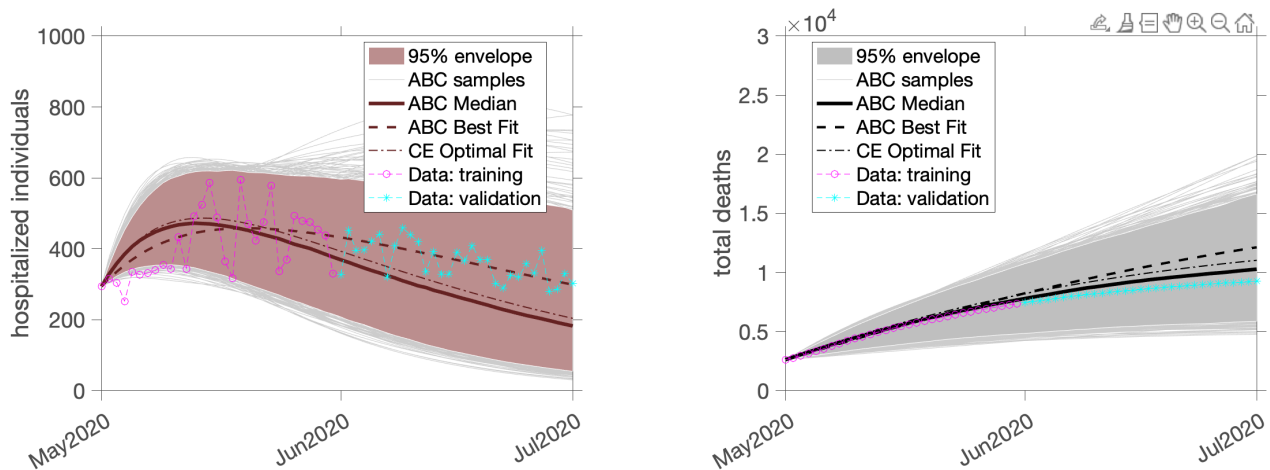 hospitalized individuals
1000
800
600
400
200
0
May2020
Jun2020
Jul2020
95% envelope
ABC samples
ABC Median
ABC Best Fit
CE Optimal Fit
Data: training
Data: validation
total deaths
×10⁴
3
2.5
2
1.5
1
0.5
0
May2020
Jun2020
Jul2020
95% envelope
ABC samples
ABC Median
ABC Best Fit
CE Optimal Fit
Data: training
Data: validation